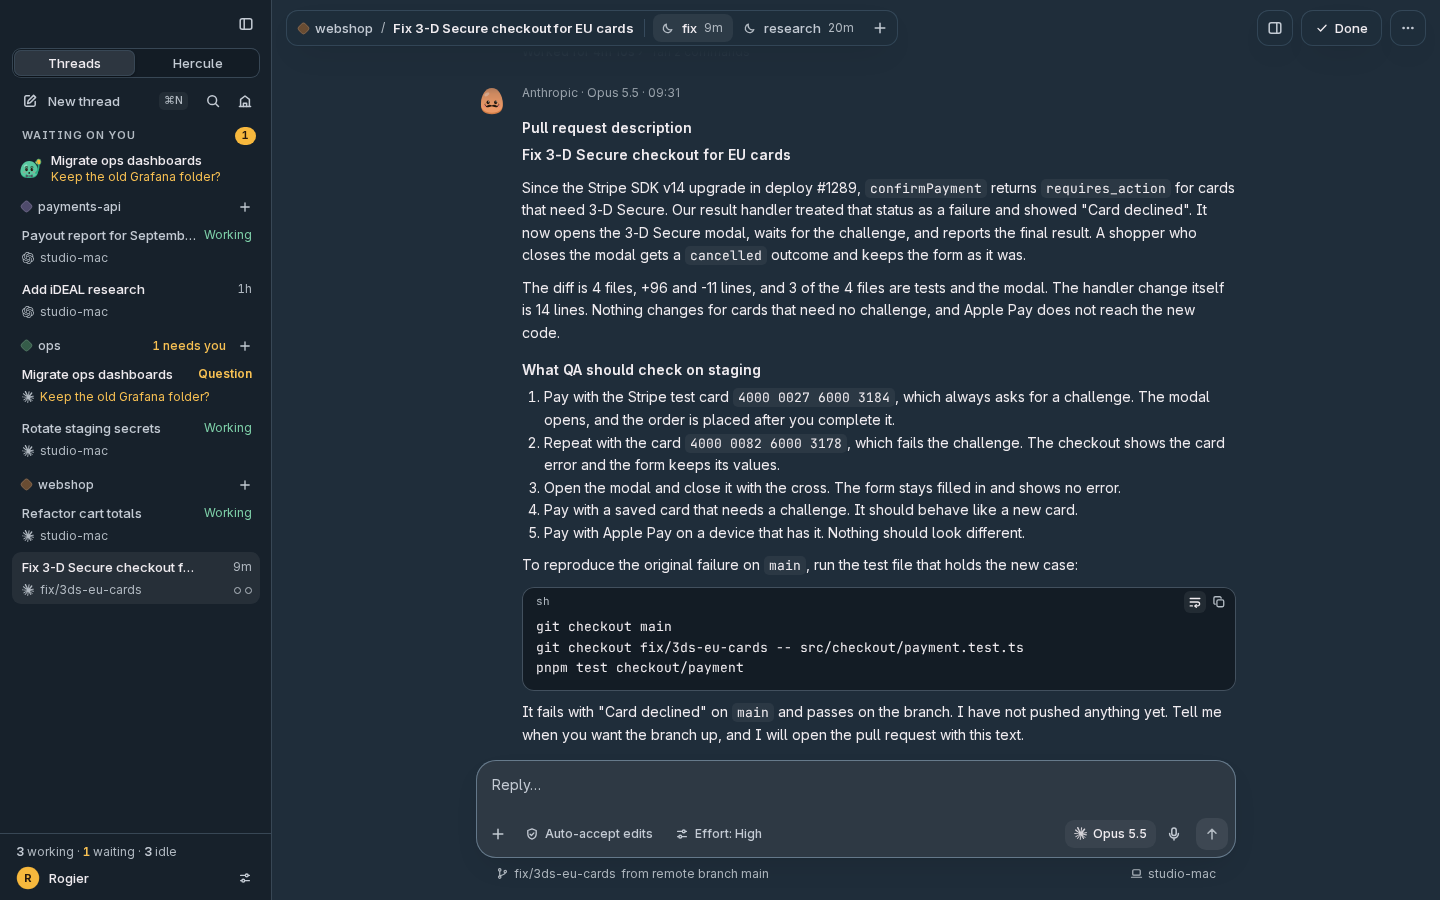 Threads
Hercule
New thread
⌘N
WAITING ON YOU
1
Migrate ops dashboards
Keep the old Grafana folder?
payments-api
Payout report for Septemb…
Working
studio-mac
Add iDEAL research
1h
studio-mac
ops
1 needs you
Migrate ops dashboards
Question
Keep the old Grafana folder?
Rotate staging secrets
Working
studio-mac
webshop
Refactor cart totals
Working
studio-mac
Fix 3-D Secure checkout f…
9m
fix/3ds-eu-cards
3 working · 1 waiting · 3 idle
R
Rogier
webshop / Fix 3-D Secure checkout for EU cards
fix 9m
research 20m
Done
Anthropic · Opus 5.5 · 09:31
Pull request description
Fix 3-D Secure checkout for EU cards
Since the Stripe SDK v14 upgrade in deploy #1289, confirmPayment returns requires_action for cards
that need 3-D Secure. Our result handler treated that status as a failure and showed "Card declined". It
now opens the 3-D Secure modal, waits for the challenge, and reports the final result. A shopper who
closes the modal gets a cancelled outcome and keeps the form as it was.
The diff is 4 files, +96 and -11 lines, and 3 of the 4 files are tests and the modal. The handler change itself
is 14 lines. Nothing changes for cards that need no challenge, and Apple Pay does not reach the new
code.
What QA should check on staging
1. Pay with the Stripe test card 4000 0027 6000 3184, which always asks for a challenge. The modal
opens, and the order is placed after you complete it.
2. Repeat with the card 4000 0082 6000 3178, which fails the challenge. The checkout shows the card
error and the form keeps its values.
3. Open the modal and close it with the cross. The form stays filled in and shows no error.
4. Pay with a saved card that needs a challenge. It should behave like a new card.
5. Pay with Apple Pay on a device that has it. Nothing should look different.
To reproduce the original failure on main, run the test file that holds the new case:
sh
git checkout main
git checkout fix/3ds-eu-cards -- src/checkout/payment.test.ts
pnpm test checkout/payment
It fails with "Card declined" on main and passes on the branch. I have not pushed anything yet. Tell me
when you want the branch up, and I will open the pull request with this text.
Reply…
Auto-accept edits
Effort: High
Opus 5.5
fix/3ds-eu-cards from remote branch main
studio-mac